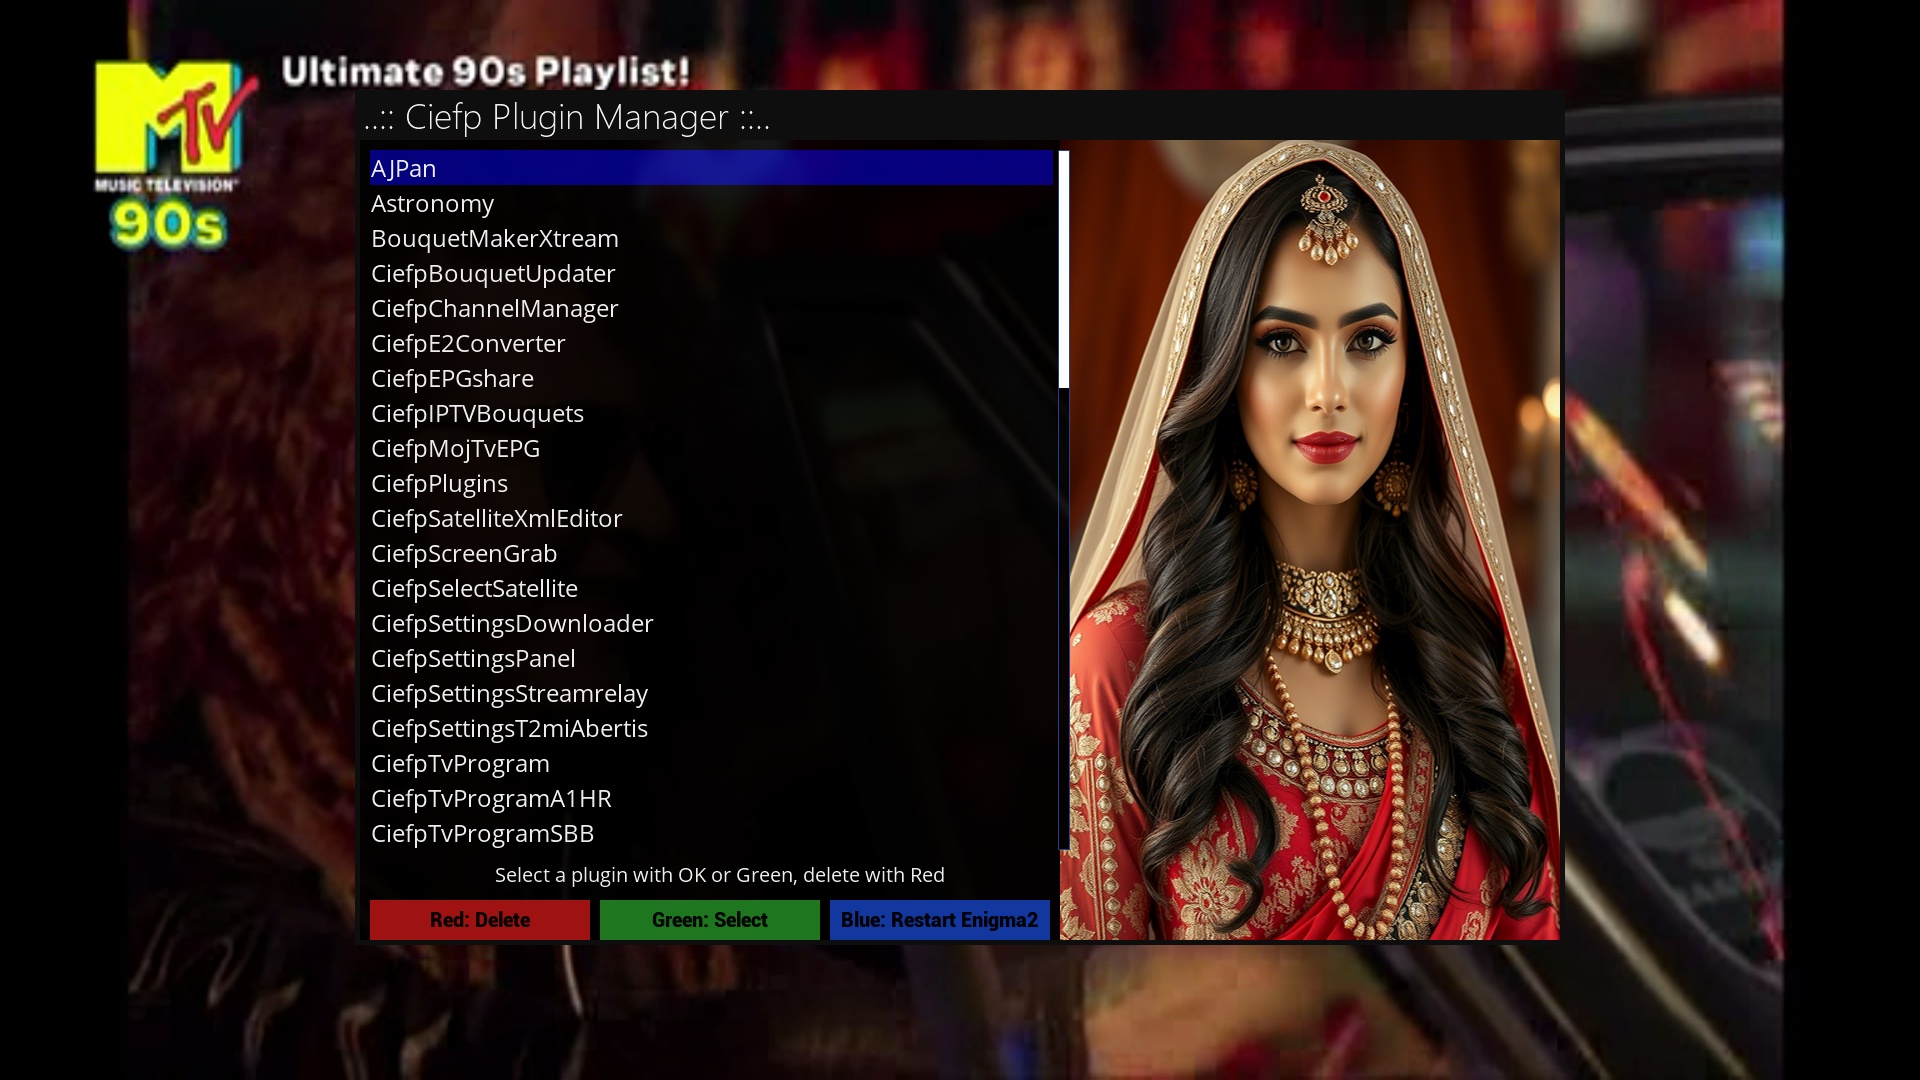 Ultimate 90s Playlist!
MTV
MUSIC TELEVISION
90s
..:: Ciefp Plugin Manager ::..
AJPan
Astronomy
BouquetMakerXtream
CiefpBouquetUpdater
CiefpChannelManager
CiefpE2Converter
CiefpEPGshare
CiefpIPTVBouquets
CiefpMojTvEPG
CiefpPlugins
CiefpSatelliteXmlEditor
CiefpScreenGrab
CiefpSelectSatellite
CiefpSettingsDownloader
CiefpSettingsPanel
CiefpSettingsStreamrelay
CiefpSettingsT2miAbertis
CiefpTvProgram
CiefpTvProgramA1HR
CiefpTvProgramSBB
Select a plugin with OK or Green, delete with Red
Red: Delete
Green: Select
Blue: Restart Enigma2